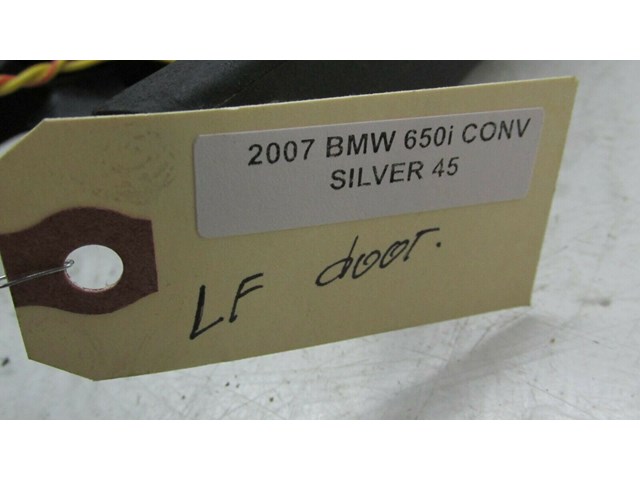 2007 BMW 650i CONV
SILVER 45
LF door.